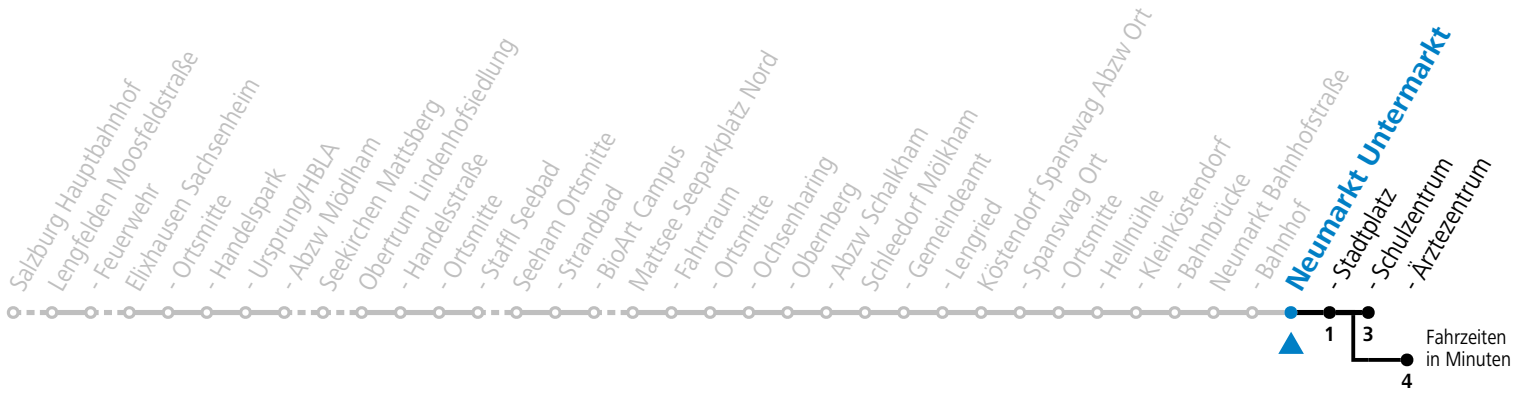 Salzburg Hauptbahnhof
Lengfelden Moosfeldstraße
- Feuerwehr
Elixhausen Sachsenheim
- Ortsmitte
- Handelspark
- Ursprung/HBLA
- Abzw Mödlham
Seekirchen Mattsberg
Obertrum Lindenhofsiedlung
- Handelsstraße
- Ortsmitte
- Staffl Seebad
Seeham Ortsmitte
- Strandbad
- BioArt Campus
Mattsee Seeparkplatz Nord
- Fahrtraum
- Ortsmitte
- Ochsenharing
- Obernberg
- Abzw Schalkham
Schleedorf Mölkham
- Gemeindeamt
- Lengried
Köstendorf Spanswag Abzw Ort
- Spanswag Ort
- Ortsmitte
- Hellmühle
- Kleinköstendorf
- Bahnbrücke
Neumarkt Bahnhofstraße
- Bahnhof
Neumarkt Untermarkt
- Stadtplatz
- Schulzentrum
- Ärztezentrum
1
3
4
Fahrzeiten
in Minuten